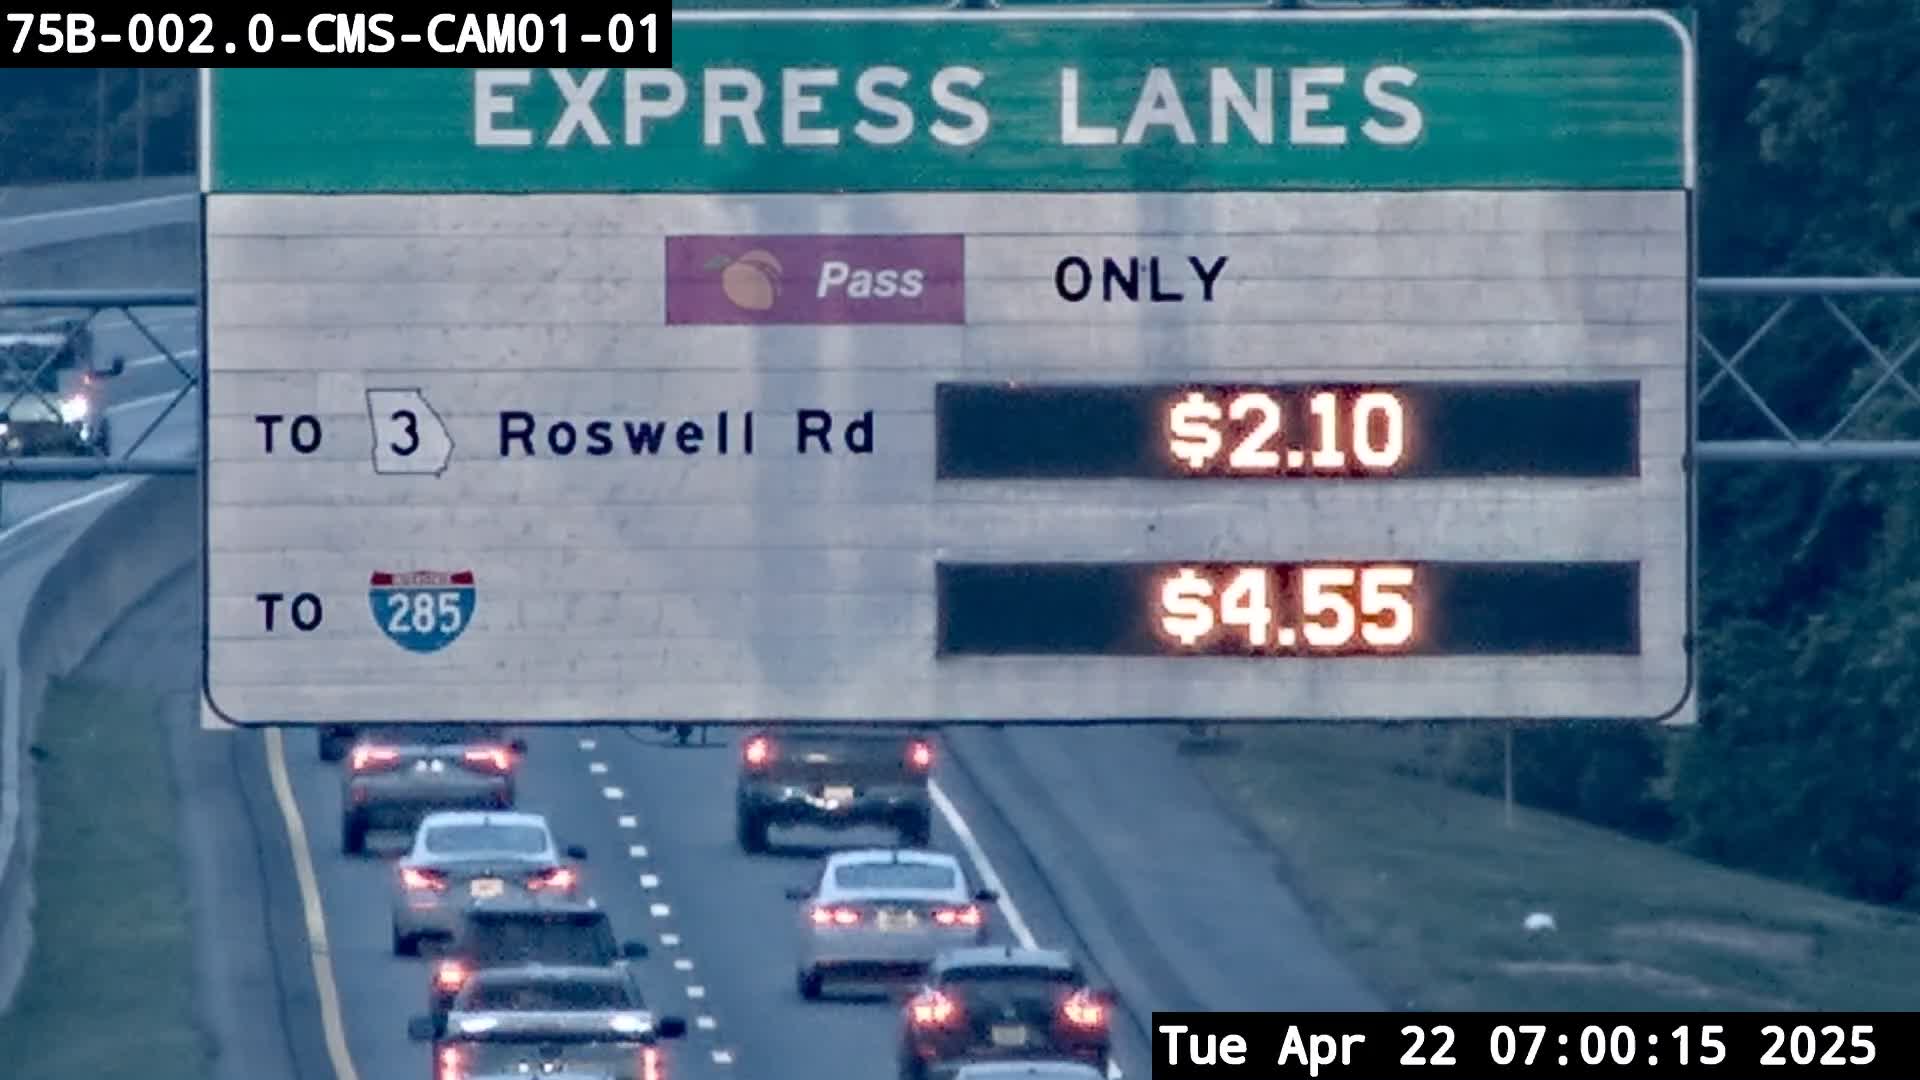 75B-002.0-CMS-CAM01-01
EXPRESS LANES
Pass ONLY
TO 3 Roswell Rd $2.10
TO 285 $4.55
Tue Apr 22 07:00:15 2025